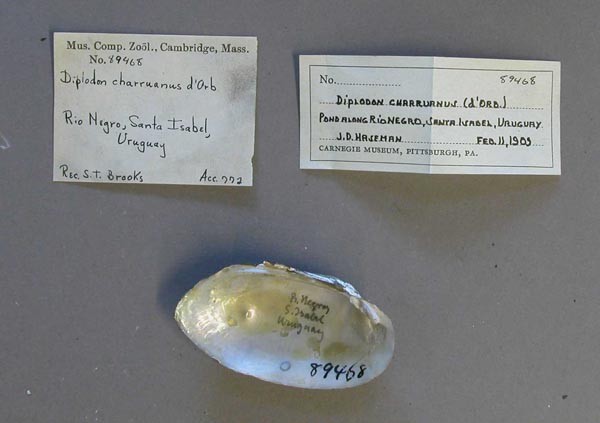 Mus. Comp. Zoöl., Cambridge, Mass.
No. 89468
Diplodon charruanus d'Orb
Rio Negro, Santa Isabel,
Uruguay
Rec. S.T. Brooks Acc. 772
No. 89468
Diplodon charruanus (d'Orb.)
Pond along Rio Negro, Santa Isabel, Uruguay.
J.D. Haseman Feb. 11, 1909
CARNEGIE MUSEUM, PITTSBURGH, PA.
R. Negro
S. Isabel
Uruguay
89468